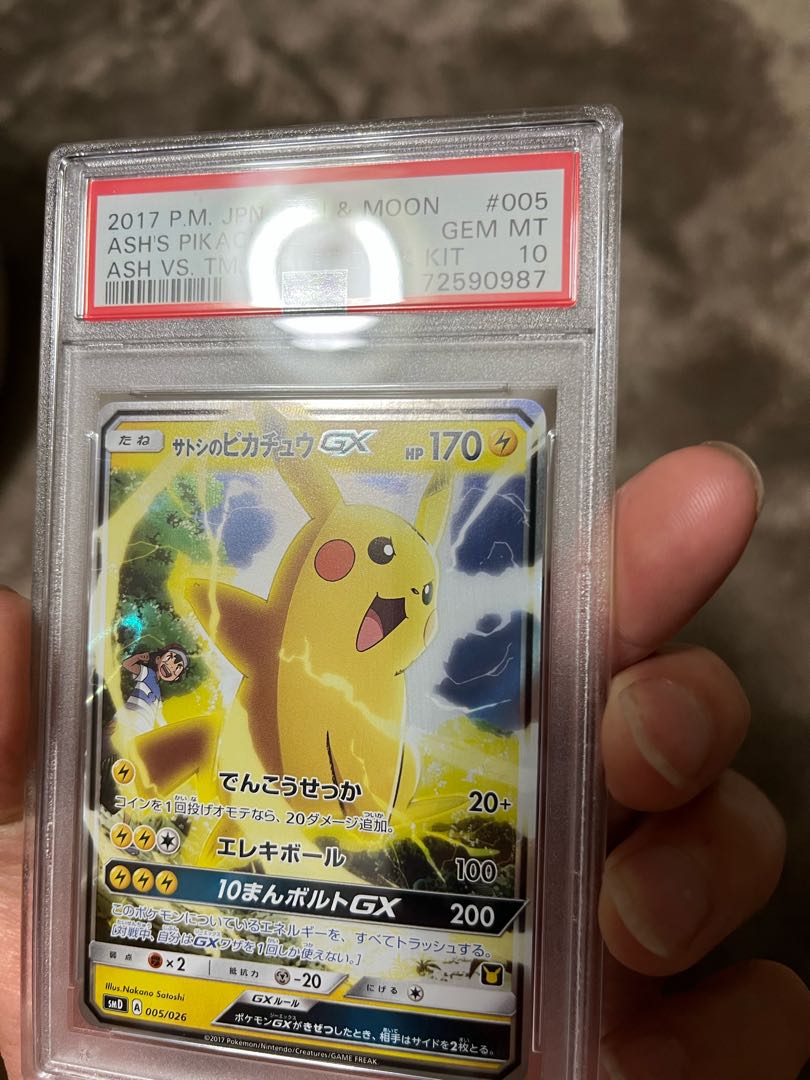 2017 P.M. JPN & MOON #005
ASH'S GEM MT
ASH VS. KIT 10
72590987
たね サトシのピカチュウGX HP 170
でんこうせっか 20+
コインを1回投げオモテなら、20ダメージ追加。
エレキボール 100
10まんボルトGX 200
このポケモンについているエネルギーを、すべてトラッシュする。
[対戦中、自分はGXワザを1回しか使えない。]
弱点 ×2 抵抗力 -20 にげる
Illus.Nakano Satoshi
GXルール
SMD A 005/026
ポケモンGXがきぜつしたとき、相手はサイドを2枚とる。
©2017 Pokémon/Nintendo/Creatures/GAME FREAK.